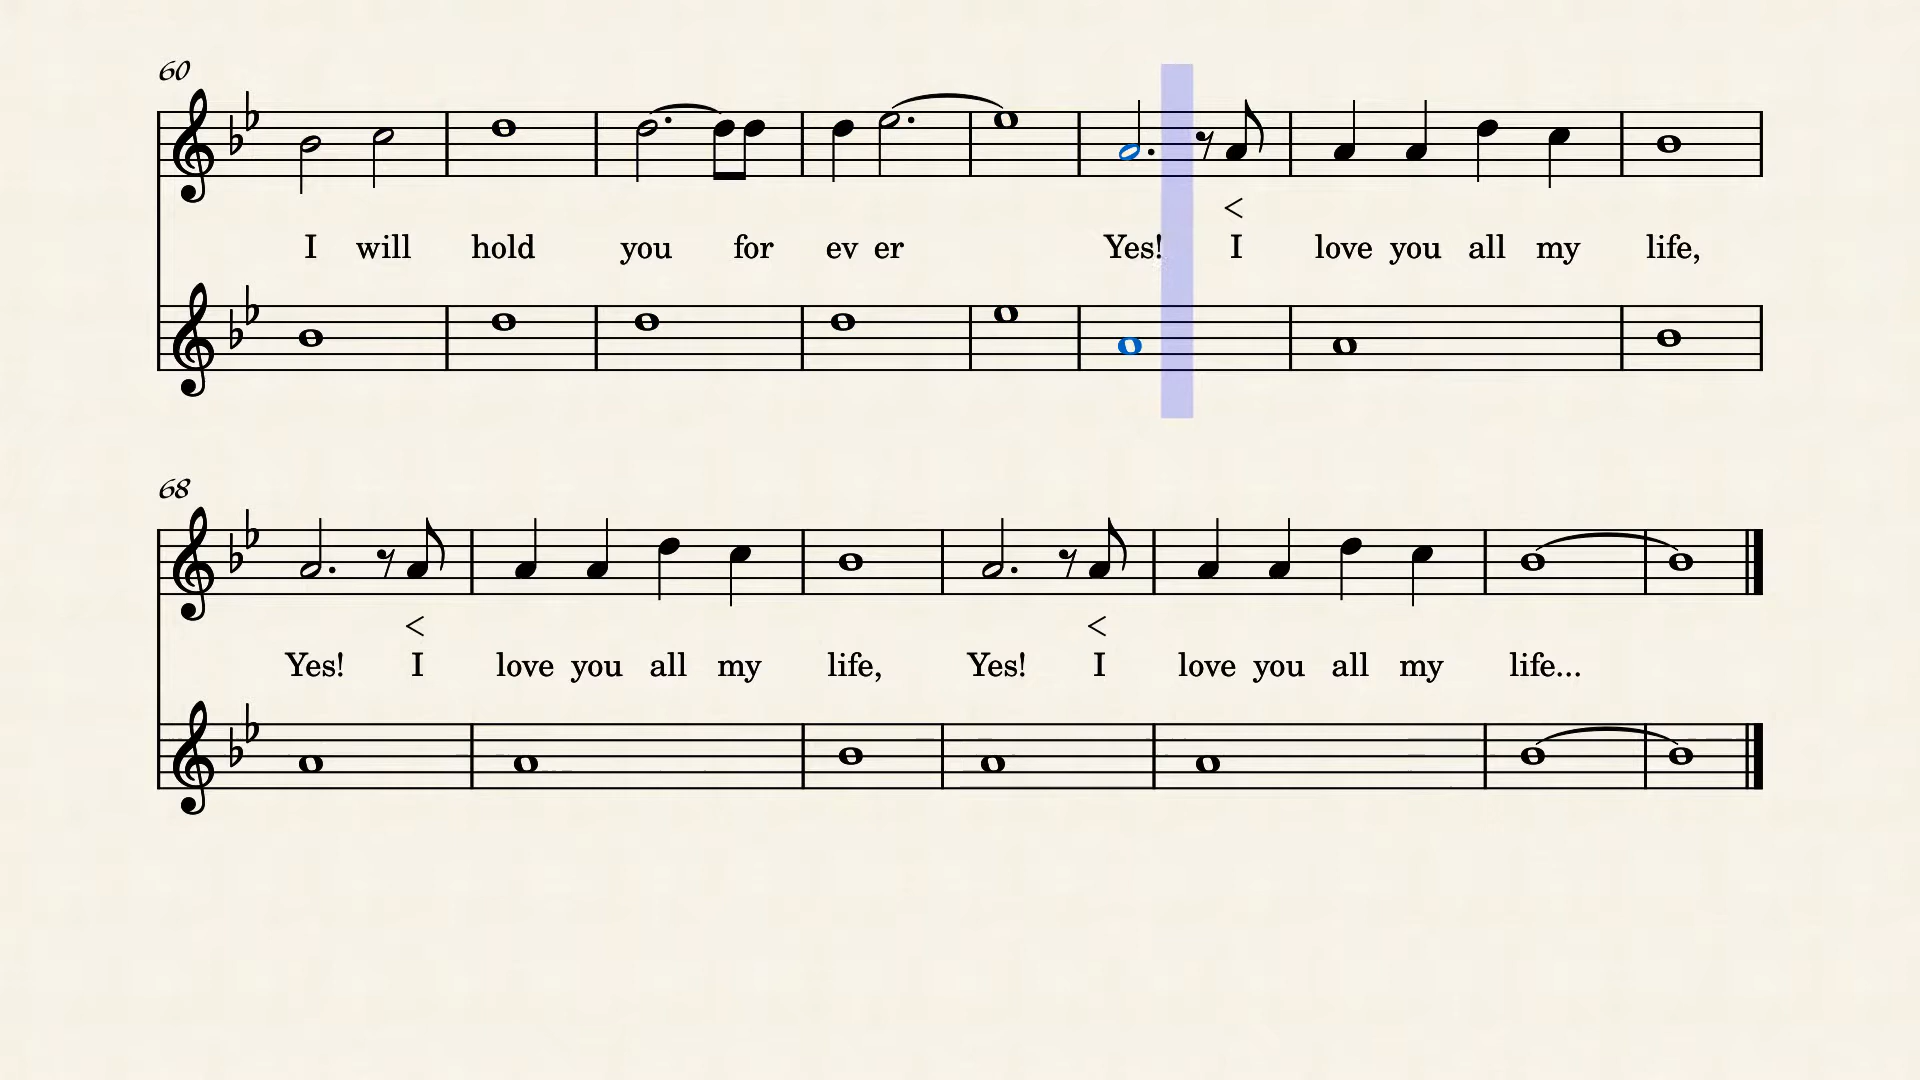 60
I will hold you for ev er Yes! I love you all my life,
68
Yes! I love you all my life, Yes! I love you all my life...